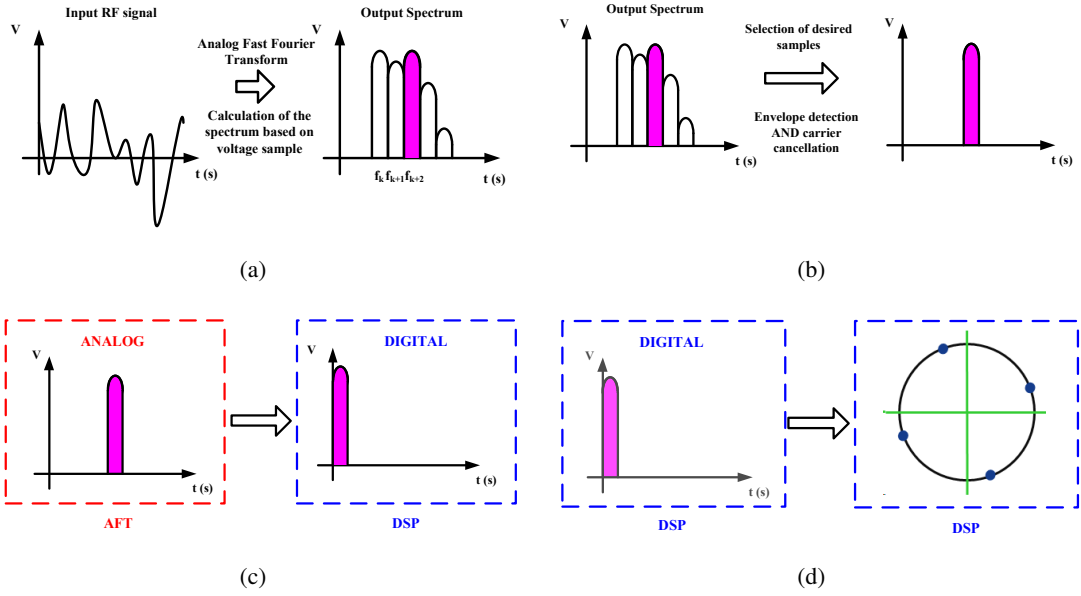 Input RF signal
V
t (s)
Analog Fast Fourier
Transform
Calculation of the
spectrum based on
voltage sample
Output Spectrum
V
t (s)
fk fk+1 fk+2
(a)
Output Spectrum
V
t (s)
Selection of desired
samples
Envelope detection
AND carrier
cancellation
V
t (s)
(b)
ANALOG
V
t (s)
AFT
DIGITAL
V
t (s)
DSP
(c)
DIGITAL
V
t (s)
DSP
DSP
(d)